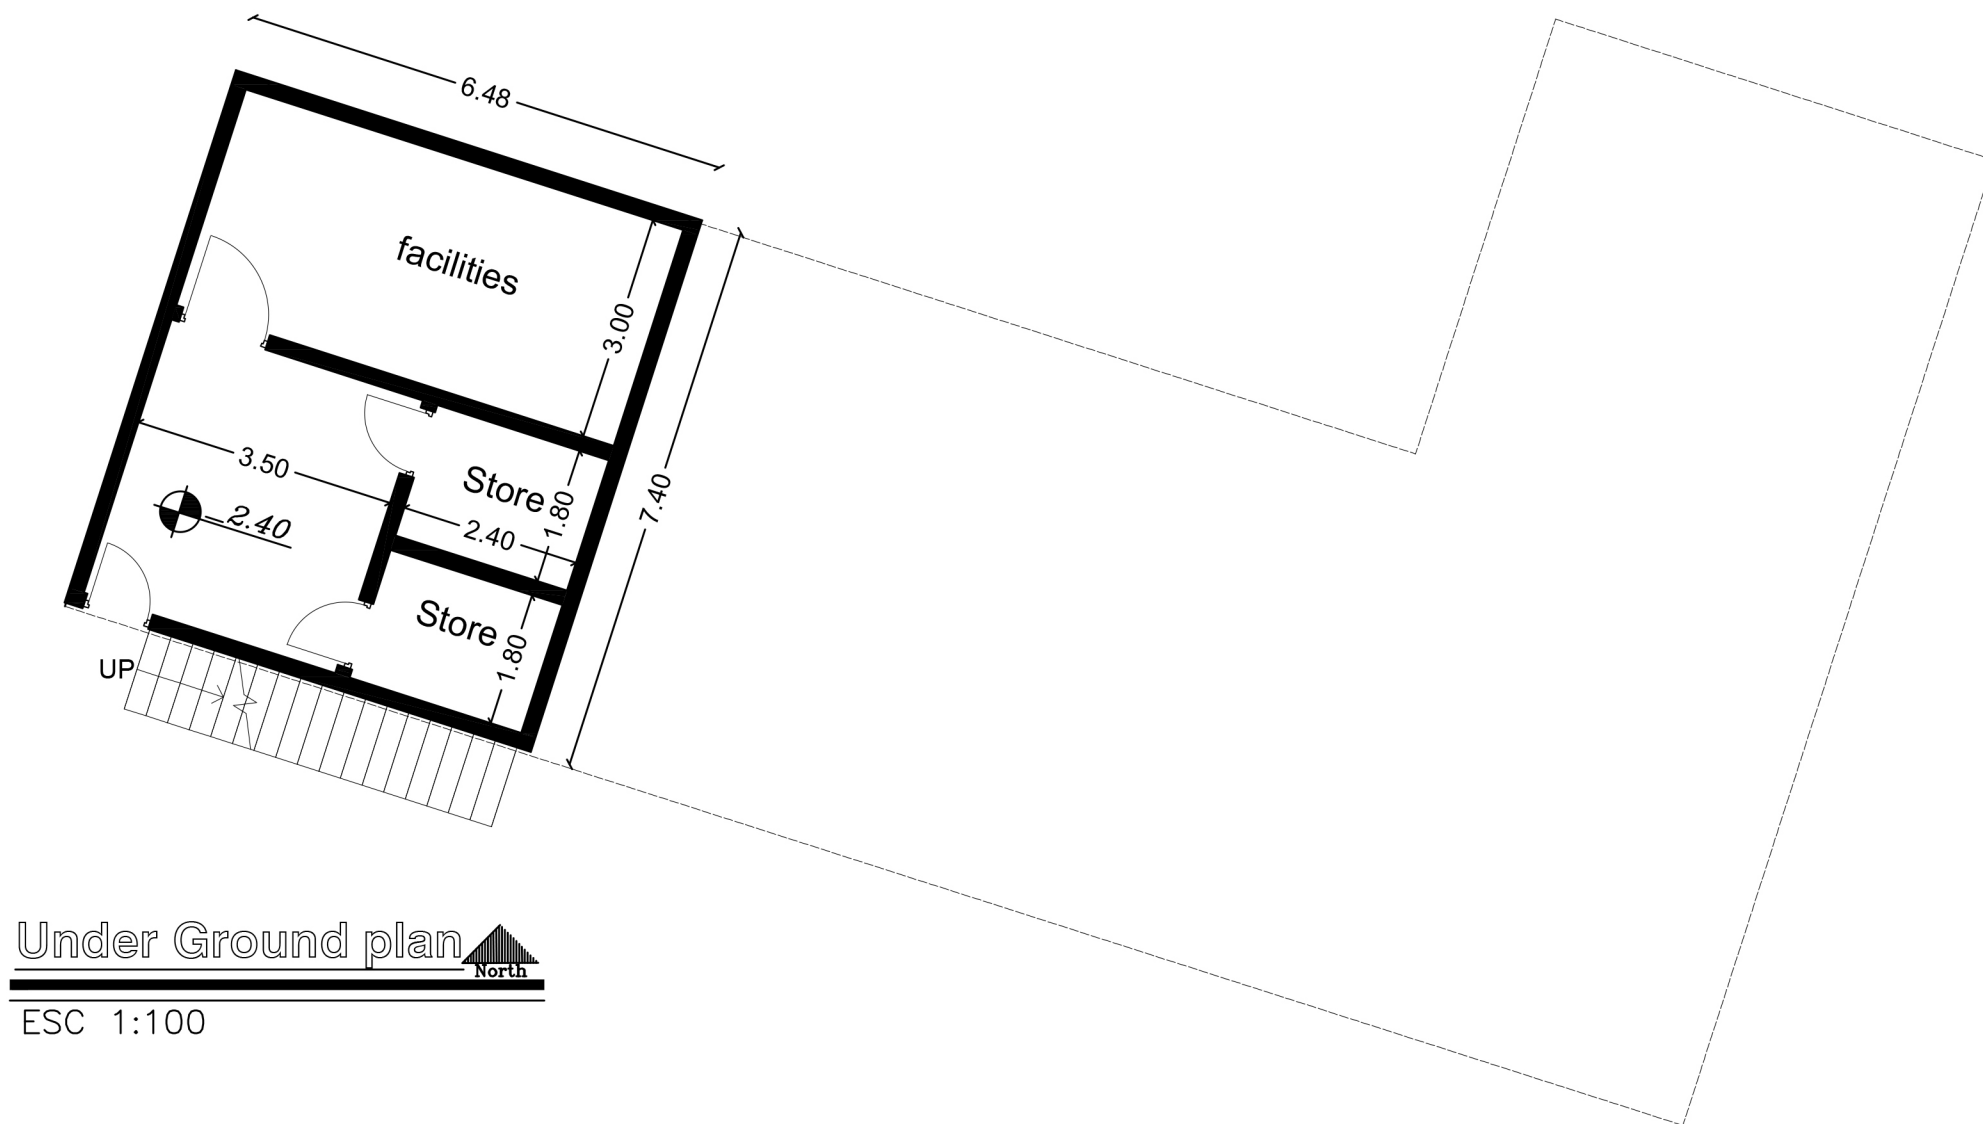 6.48
facilities
3.00
3.50
Store
1.80
7.40
-2.40
2.40
Store
1.80
UP
Under Ground plan
North
ESC 1:100